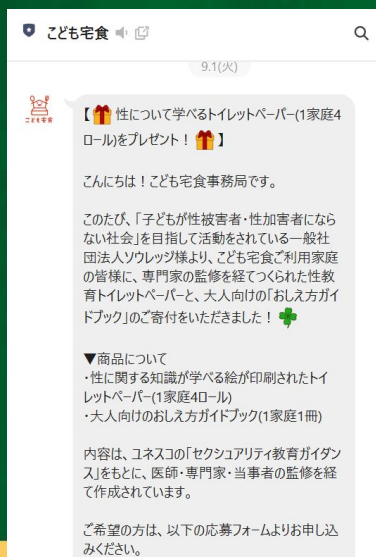 こども宅食
9.1(火)
こども宅食
【🎁性について学べるトイレットペーパー(1家庭4
ロール)をプレゼント！🎁】
こんにちは！こども宅食事務局です。
このたび、「子どもが性被害者・性加害者になら
ない社会」を目指して活動をされている一般社
団法人ソウレッジ様より、こども宅食ご利用家庭
の皆様に、専門家の監修を経てつくられた性教
育トイレットペーパーと、大人向けの「おしえ方ガイ
ドブック」のご寄付をいただきました！🍀
▼商品について
・性に関する知識が学べる絵が印刷されたトイ
レットペーパー(1家庭4ロール)
・大人向けのおしえ方ガイドブック(1家庭1冊)
内容は、ユネスコの「セクシュアリティ教育ガイダン
ス」をもとに、医師・専門家・当事者の監修を経
て作成されています。
ご希望の方は、以下の応募フォームよりお申し込
みください。